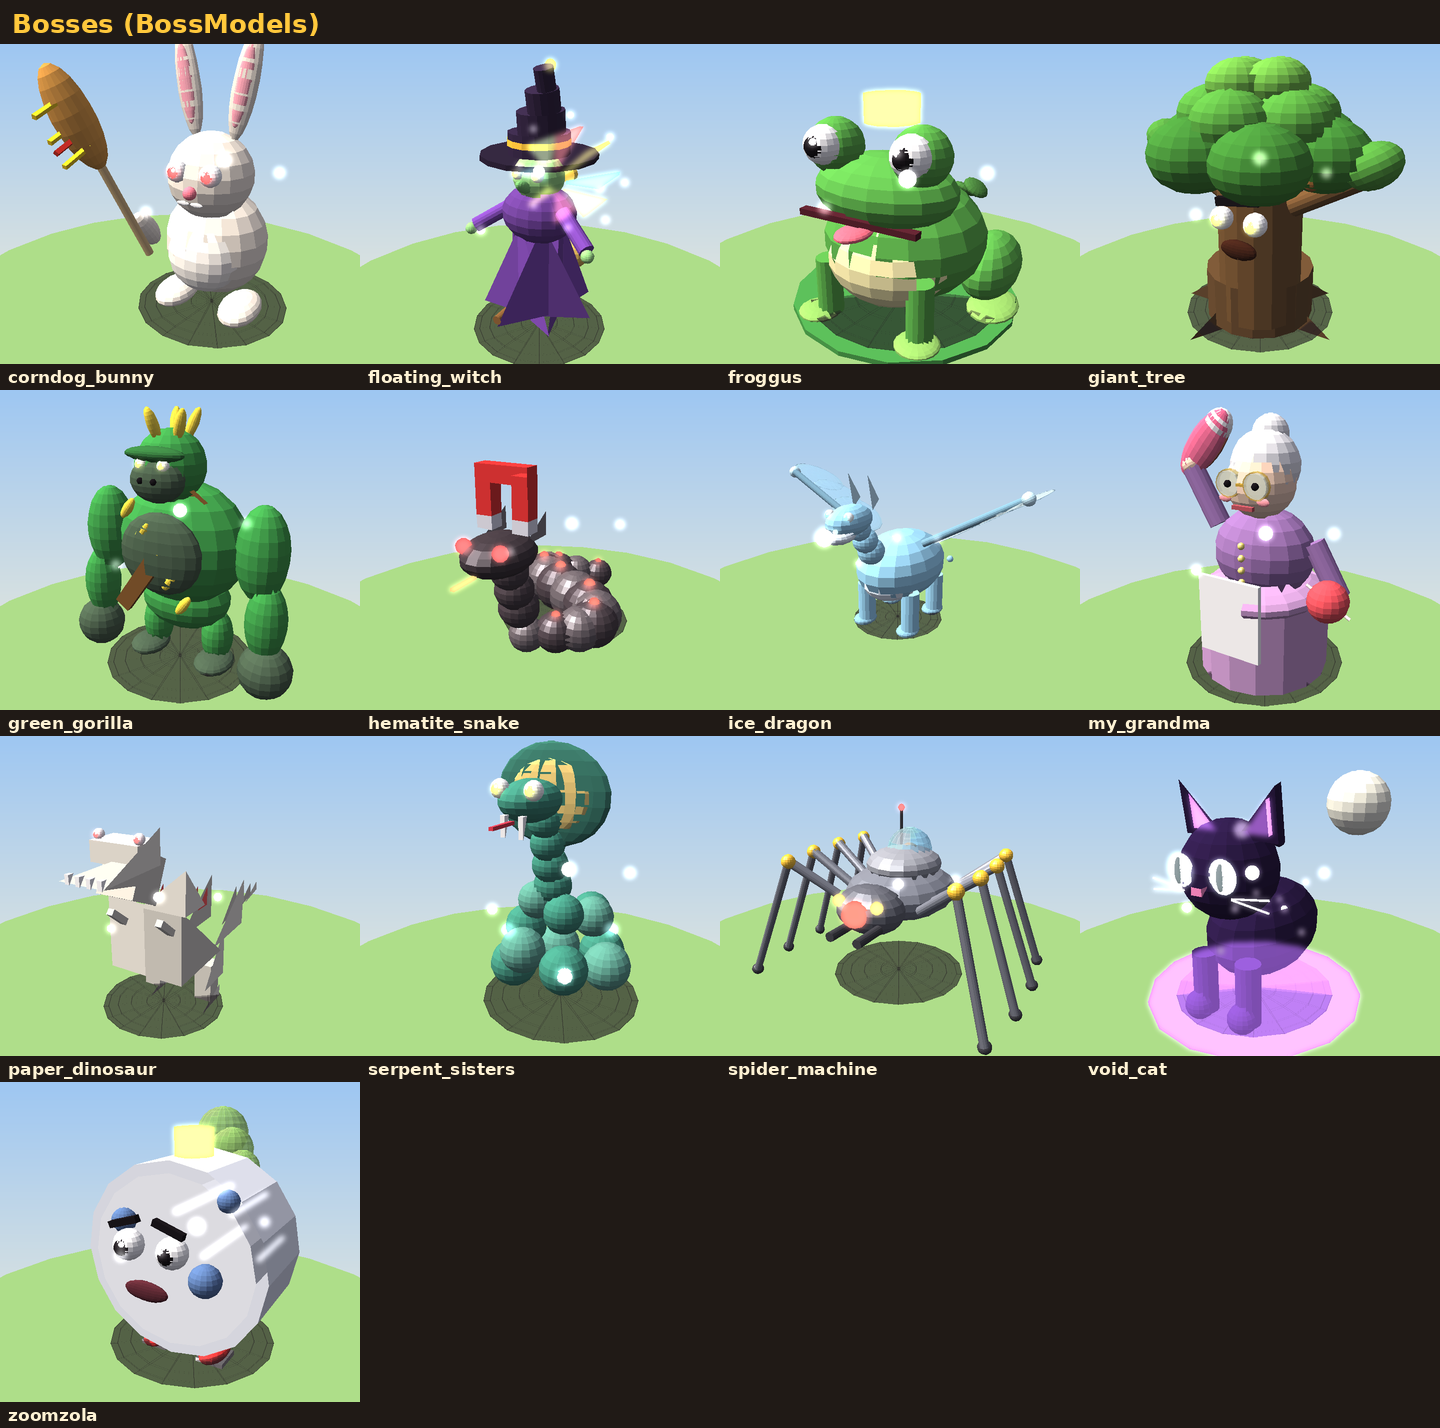 Bosses (BossModels)
corndog_bunny
floating_witch
froggus
giant_tree
green_gorilla
hematite_snake
ice_dragon
my_grandma
paper_dinosaur
serpent_sisters
spider_machine
void_cat
zoomzola